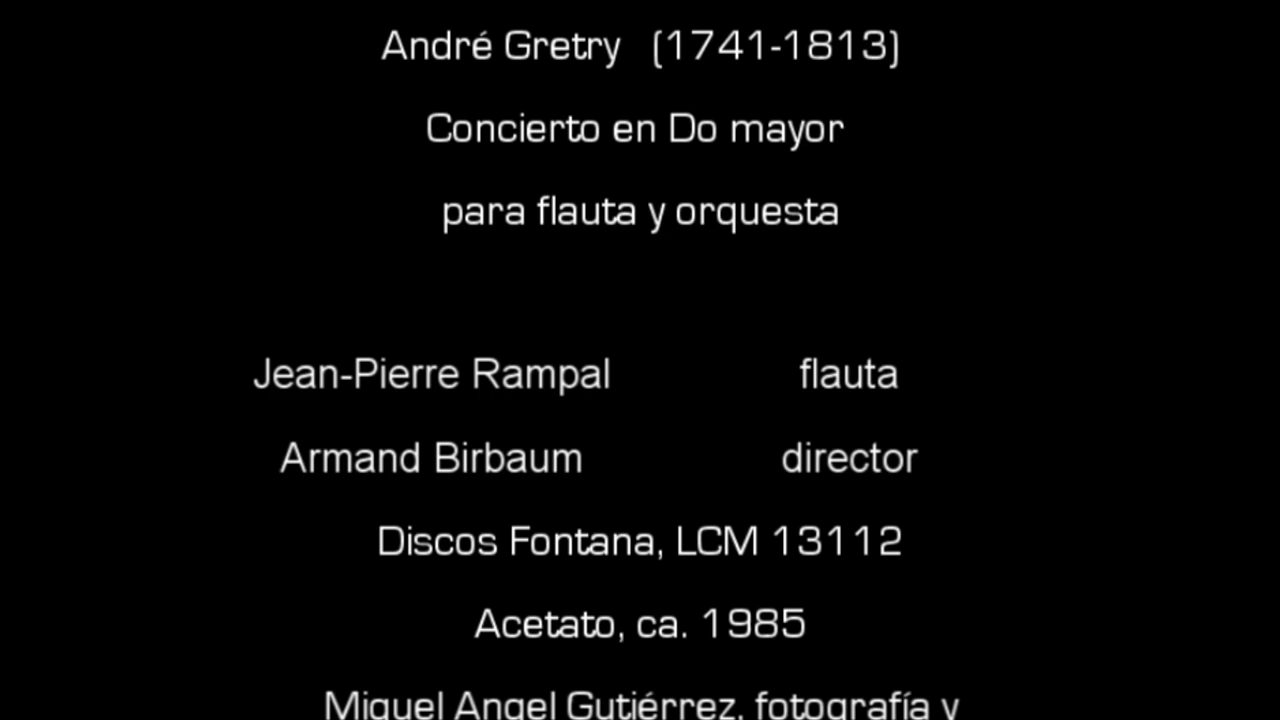 André Gretry (1741-1813)
Concierto en Do mayor
para flauta y orquesta
Jean-Pierre Rampal flauta
Armand Birbaum director
Discos Fontana, LCM 13112
Acetato, ca. 1985
Miguel Angel Gutiérrez, fotografía y